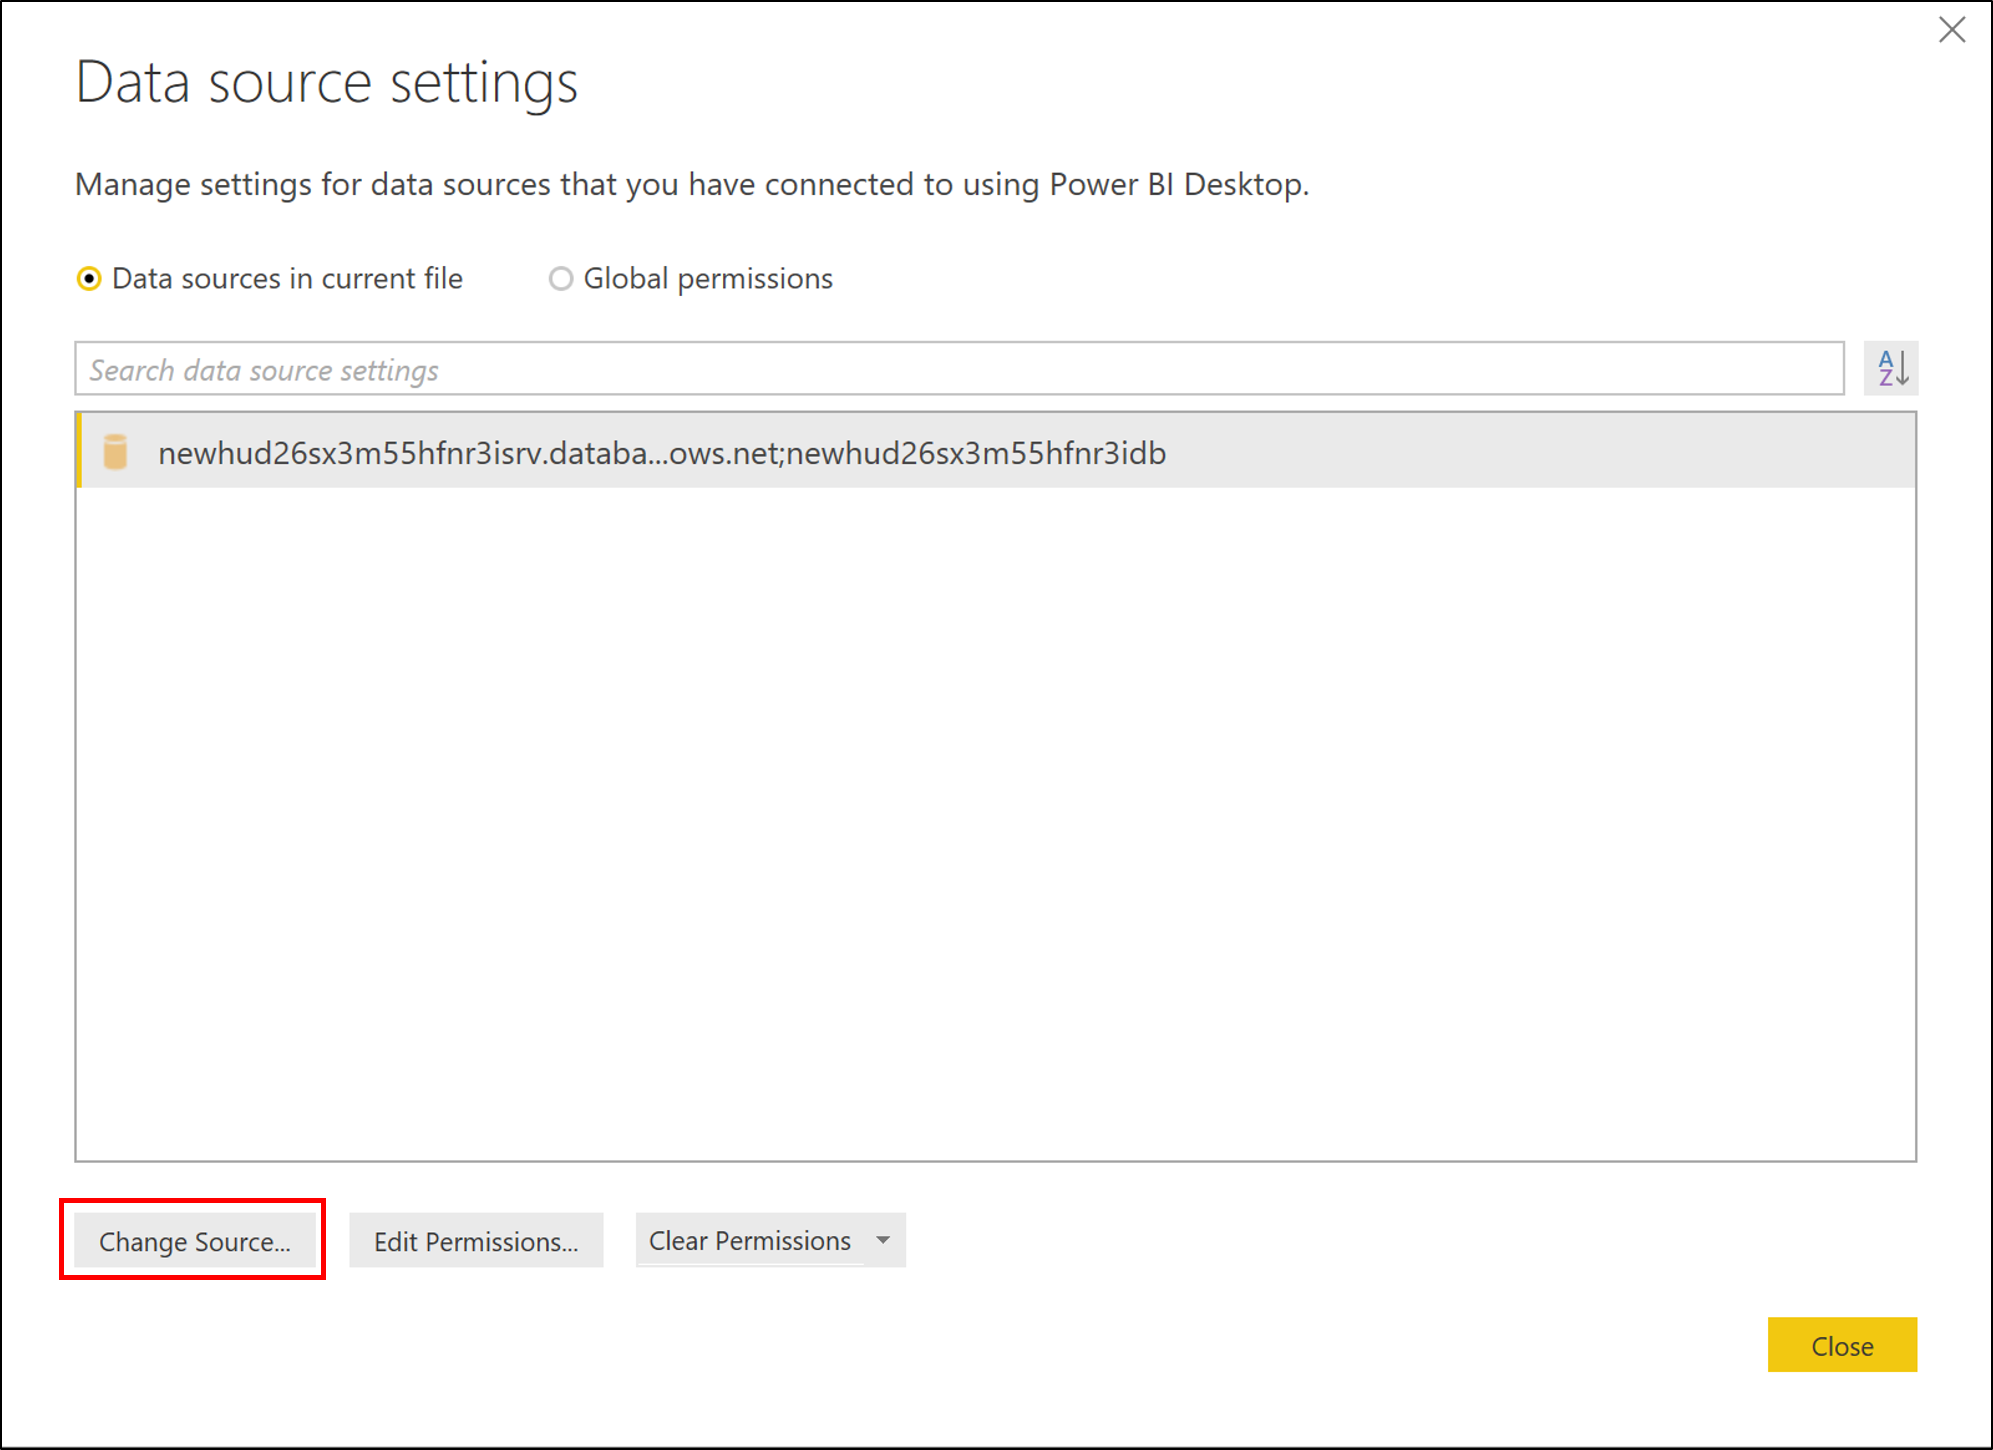 Data source settings
Manage settings for data sources that you have connected to using Power BI Desktop.
Data sources in current file Global permissions
Search data source settings
AZ
newhud26sx3m55hfnr3isrv.databa...ows.net;newhud26sx3m55hfnr3idb
Change Source... Edit Permissions... Clear Permissions
Close